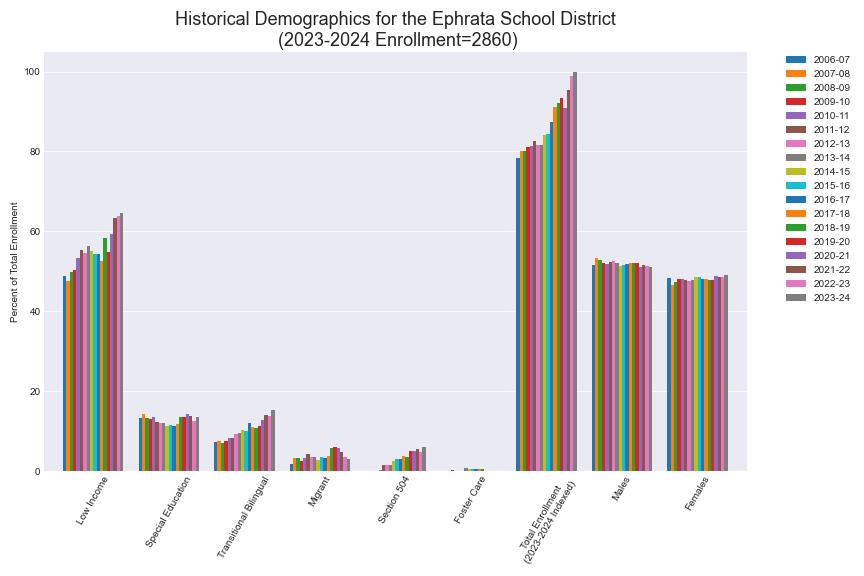 Historical Demographics for the Ephrata School District
(2023-2024 Enrollment=2860)
Percent of Total Enrollment
100
80
60
40
20
0
Low Income
Special Education
Transitional Bilingual
Migrant
Section 504
Foster Care
Total Enrollment
(2023-2024 Indexed)
Males
Females
2006-07
2007-08
2008-09
2009-10
2010-11
2011-12
2012-13
2013-14
2014-15
2015-16
2016-17
2017-18
2018-19
2019-20
2020-21
2021-22
2022-23
2023-24